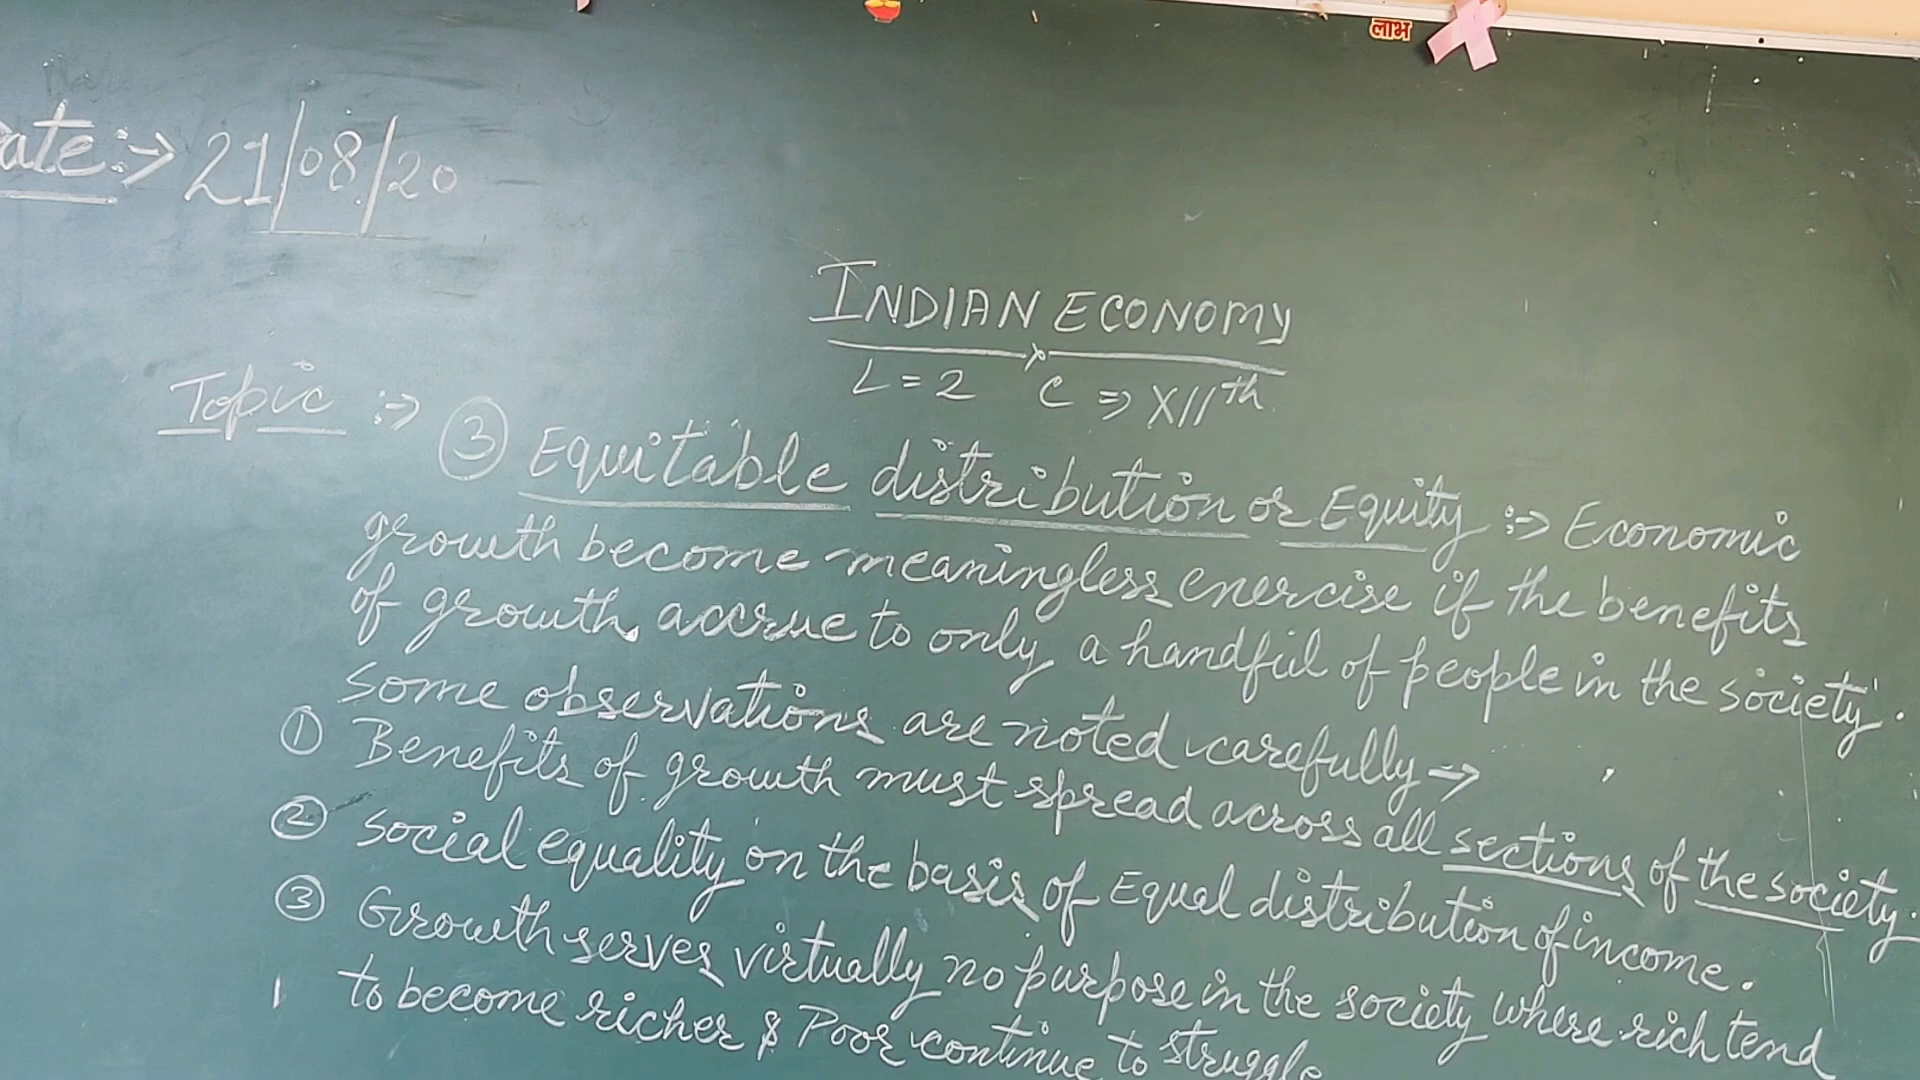 लाभ
ate :-> 21/08/20
INDIAN ECONOMY
L=2 C => XIIth
Topic :->
③ Equitable distribution or Equity :-> Economic
growth become meaningless enercise if the benefits
of growth accrue to only a handful of people in the society.
Some observations are noted carefully ->
① Benefits of growth must spread across all sections of the society.
② Social equality on the basis of Equal distribution of income.
③ Growth serves virtually no purpose in the society where rich tend
to become richer & Poor continue to struggle